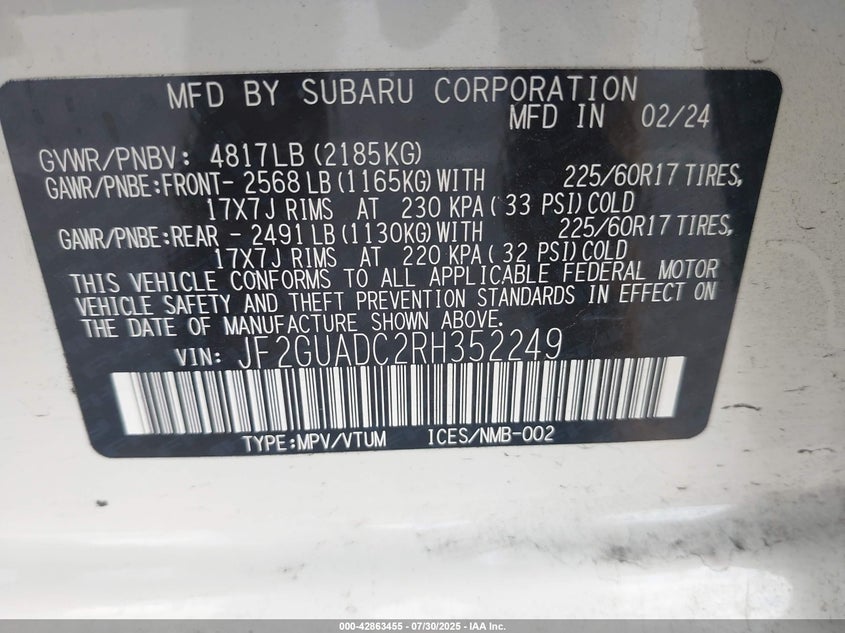 MFD BY SUBARU CORPORATION
MFD IN 02/24
GVWR/PNBV: 4817LB (2185KG)
GAWR/PNBE:FRONT- 2568 LB (1165KG) WITH 225/60R17 TIRES,
17X7J RIMS AT 230 KPA ( 33 PSI) COLD
GAWR/PNBE:REAR - 2491 LB (1130KG) WITH 225/60R17 TIRES,
17X7J RIMS AT 220 KPA ( 32 PSI) COLD
THIS VEHICLE CONFORMS TO ALL APPLICABLE FEDERAL MOTOR
VEHICLE SAFETY AND THEFT PREVENTION STANDARDS IN EFFECT ON
THE DATE OF MANUFACTURE SHOWN ABOVE.
VIN: JF2GUADC2RH352249
TYPE:MPV/VTUM ICES/NMB-002
000-42863455 - 07/30/2025 - IAA Inc.